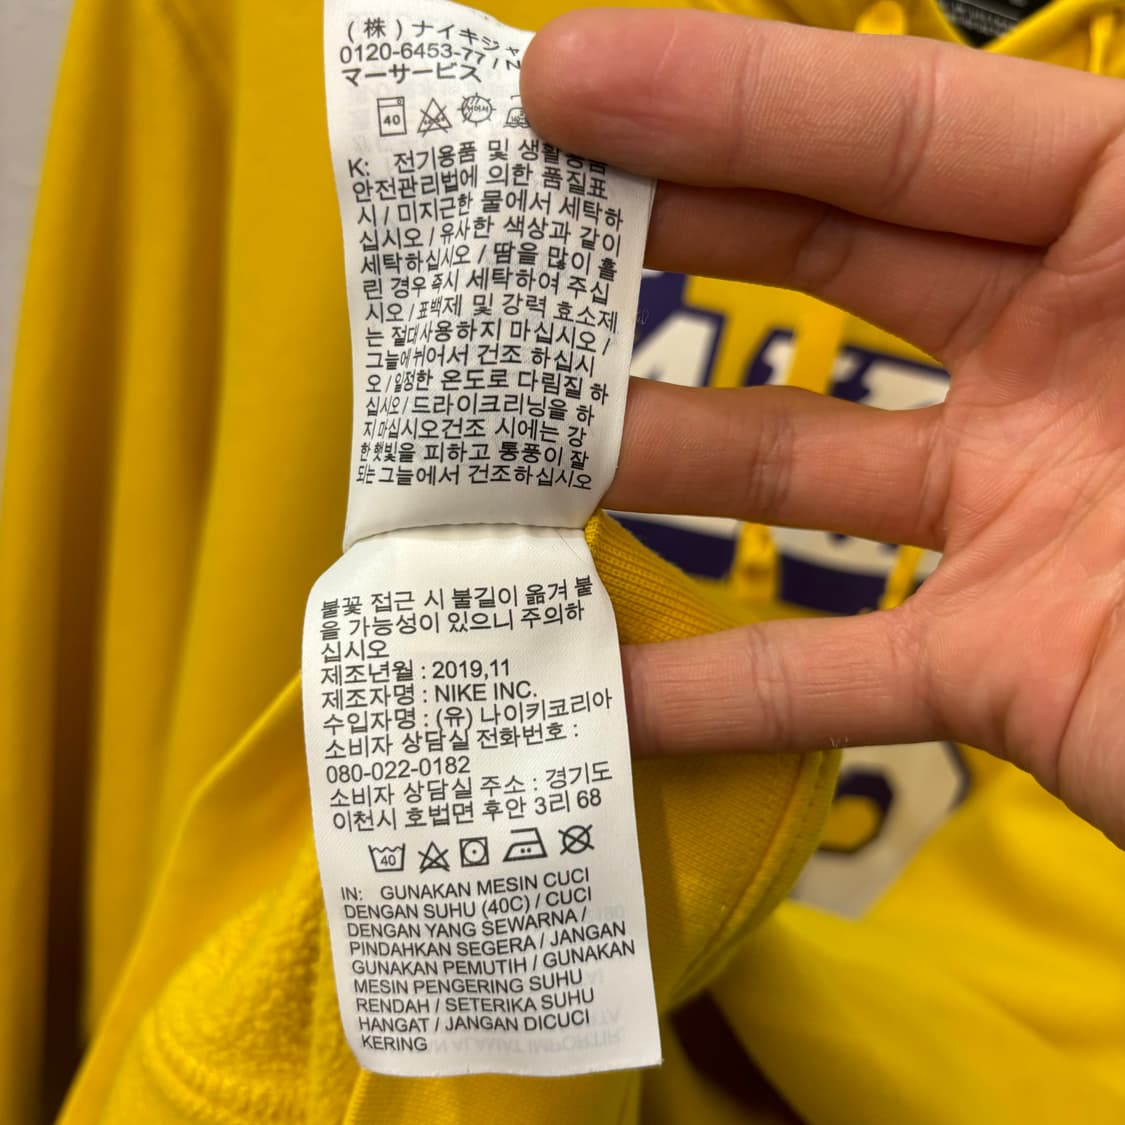 (株)ナイキジャ
0120-6453-77 / N
マーサービス
40
K: 전기용품 및 생활용품
안전관리법에 의한 품질표
시 / 미지근한 물에서 세탁하
십시오 / 유사한 색상과 같이
세탁하십시오 / 땀을 많이 흘
린 경우 즉시 세탁하여 주십
시오 / 표백제 및 강력 효소제
는 절대사용하지 마십시오 /
그늘에뉘어서 건조 하십시
오 / 일정한 온도로 다림질 하
십시오 / 드라이크리닝을 하
지 마십시오건조 시에는 강
한 햇빛을 피하고 통풍이 잘
되는 그늘에서 건조하십시오
불꽃 접근 시 불길이 옮겨 붙
을 가능성이 있으니 주의하
십시오
제조년월 : 2019,11
제조자명 : NIKE INC.
수입자명 : (유) 나이키코리아
소비자 상담실 전화번호 :
080-022-0182
소비자 상담실 주소 : 경기도
이천시 호법면 후안 3리 68
40
IN: GUNAKAN MESIN CUCI
DENGAN SUHU (40C) / CUCI
DENGAN YANG SEWARNA /
PINDAHKAN SEGERA / JANGAN
GUNAKAN PEMUTIH / GUNAKAN
MESIN PENGERING SUHU
RENDAH / SETERIKA SUHU
HANGAT / JANGAN DICUCI
KERING